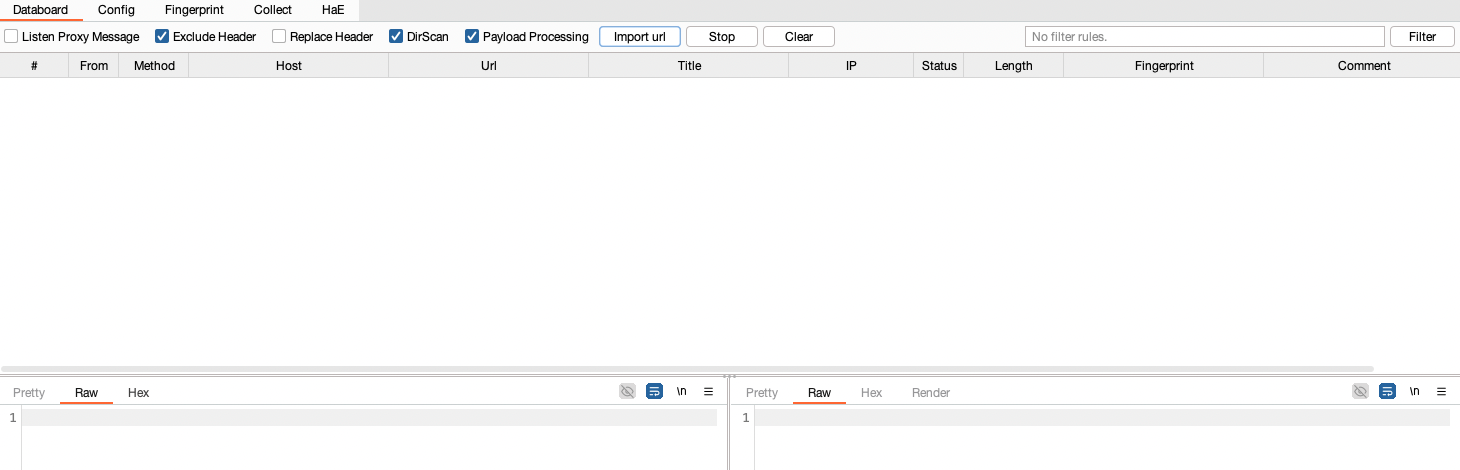 Databoard Config Fingerprint Collect HaE
Listen Proxy Message Exclude Header Replace Header DirScan Payload Processing Import url Stop Clear No filter rules. Filter
# From Method Host Url Title IP Status Length Fingerprint Comment
Pretty Raw Hex \n Pretty Raw Hex Render \n
1 1